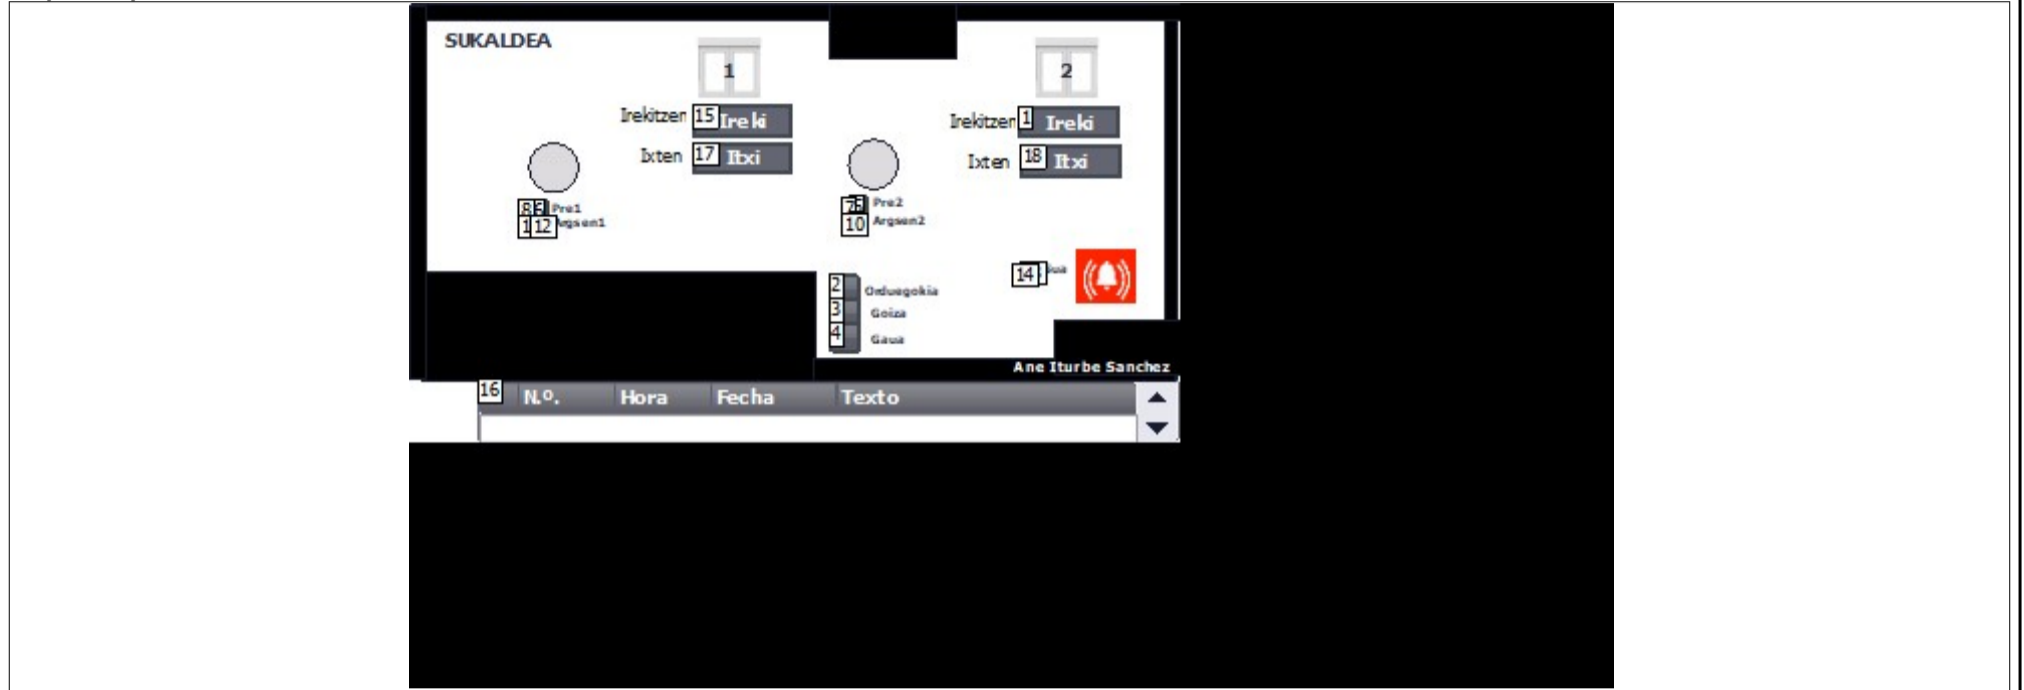 SUKALDEA
1
2
Irekitzen 15 Ireki
Irekitzen 1 Ireki
Ixten 17 Itxi
Ixten 18 Itxi
Pre1
Pre2
12
10 Argsen2
14
2 Orduegokia
3 Goiza
4 Gaua
Ane Iturbe Sanchez
16 N.º. Hora Fecha Texto